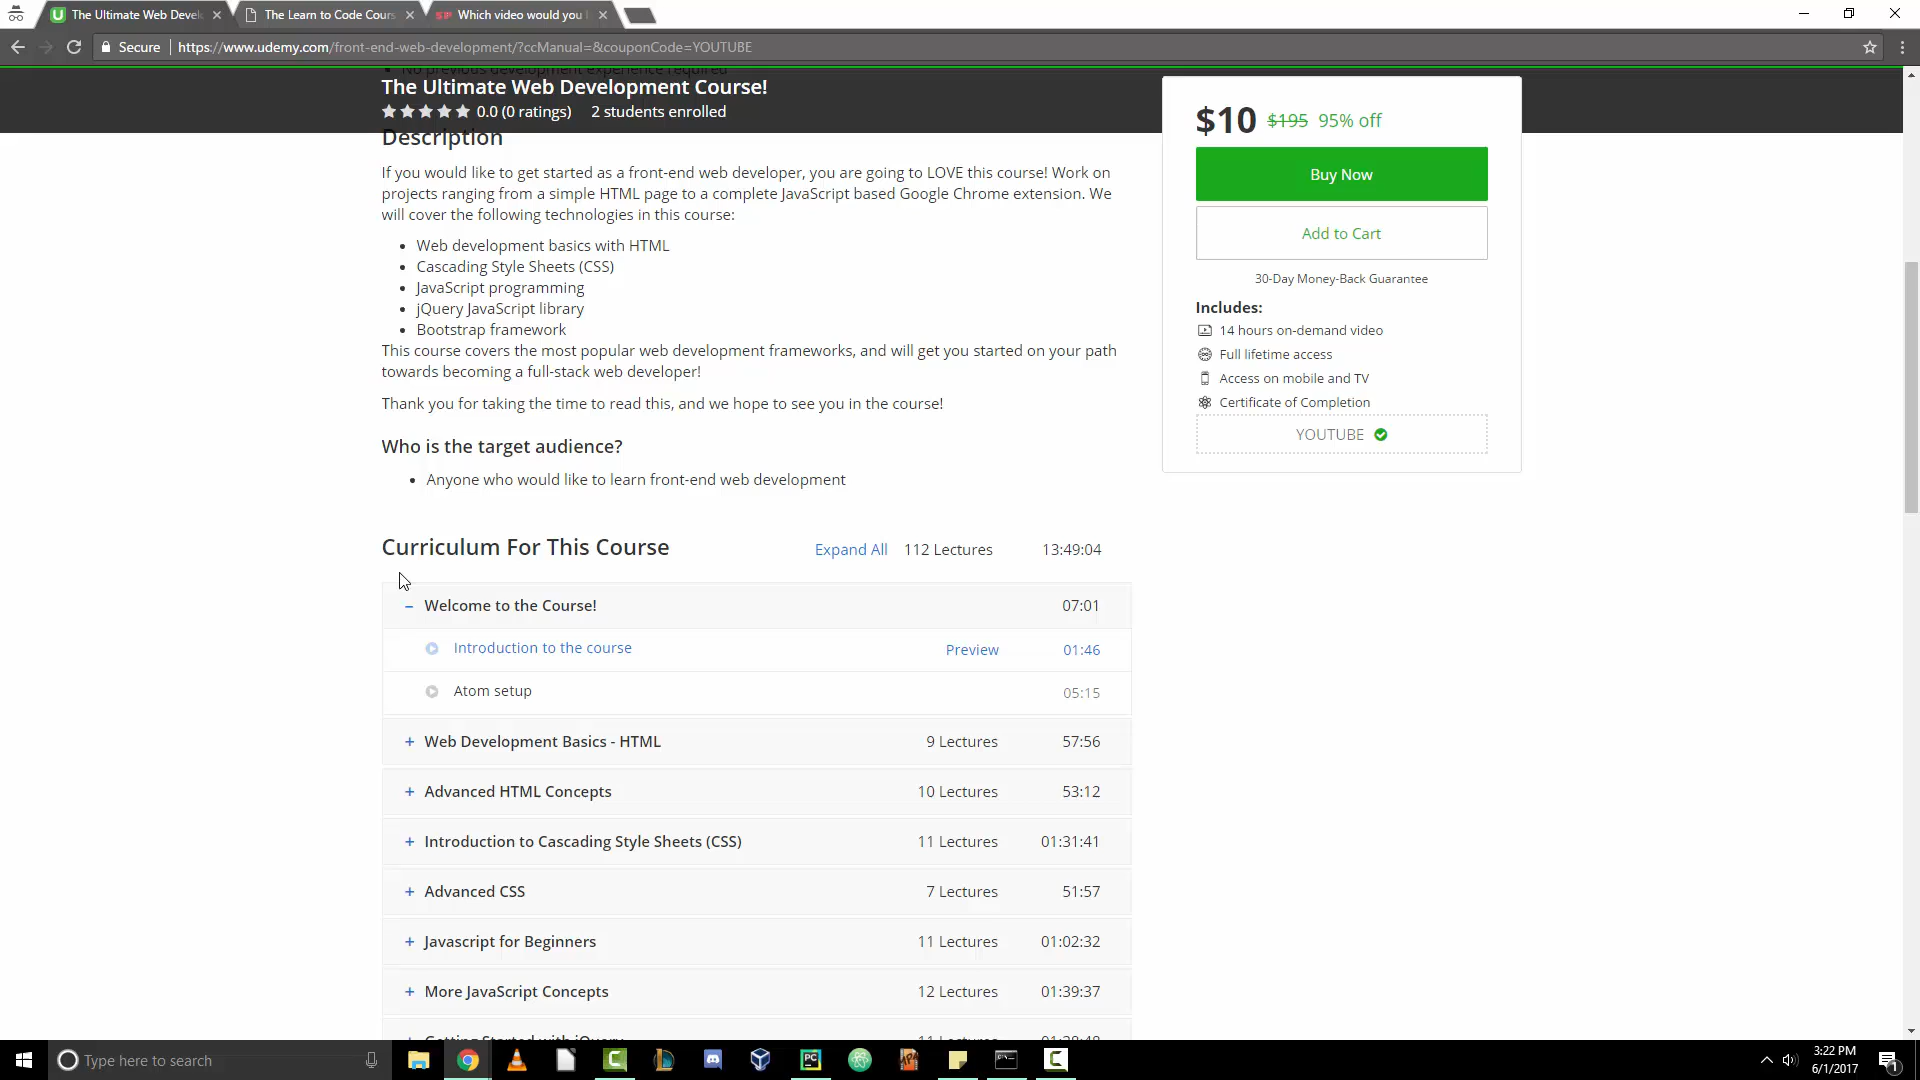 The Ultimate Web Devel
The Learn to Code Cours
Which video would you l
Secure
https://www.udemy.com/front-end-web-development/?ccManual=&couponCode=YOUTUBE
No previous development experience required
The Ultimate Web Development Course!
0.0 (0 ratings) 2 students enrolled
Description
If you would like to get started as a front-end web developer, you are going to LOVE this course! Work on
projects ranging from a simple HTML page to a complete JavaScript based Google Chrome extension. We
will cover the following technologies in this course:
Web development basics with HTML
Cascading Style Sheets (CSS)
JavaScript programming
jQuery JavaScript library
Bootstrap framework
This course covers the most popular web development frameworks, and will get you started on your path
towards becoming a full-stack web developer!
Thank you for taking the time to read this, and we hope to see you in the course!
Who is the target audience?
Anyone who would like to learn front-end web development
$10 $195 95% off
Buy Now
Add to Cart
30-Day Money-Back Guarantee
Includes:
14 hours on-demand video
Full lifetime access
Access on mobile and TV
Certificate of Completion
YOUTUBE
Curriculum For This Course Expand All 112 Lectures 13:49:04
− Welcome to the Course! 07:01
Introduction to the course Preview 01:46
Atom setup 05:15
+ Web Development Basics - HTML 9 Lectures 57:56
+ Advanced HTML Concepts 10 Lectures 53:12
+ Introduction to Cascading Style Sheets (CSS) 11 Lectures 01:31:41
+ Advanced CSS 7 Lectures 51:57
+ Javascript for Beginners 11 Lectures 01:02:32
+ More JavaScript Concepts 12 Lectures 01:39:37
Getting Started with jQuery 11 Lectures
Type here to search
3:22 PM
6/1/2017